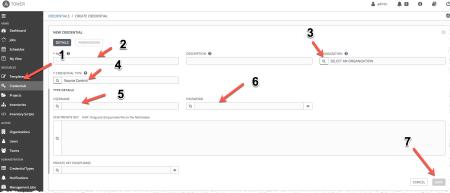 TOWER
admin
CREDENTIALS / CREATE CREDENTIAL
VIEWS
Dashboard
Jobs
Schedules
My View
RESOURCES
Templates
Credentials
Projects
Inventories
Inventory Scripts
ACCESS
Organizations
Users
Teams
ADMINISTRATION
Credential Types
Notifications
Management Jobs
NEW CREDENTIAL
DETAILS
PERMISSIONS
DESCRIPTION
ORGANIZATION
SELECT AN ORGANIZATION
* CREDENTIAL TYPE
Source Control
TYPE DETAILS
USERNAME
PASSWORD
SCM PRIVATE KEY
HINT: Drag and drop private file on the field below.
PRIVATE KEY PASSPHRASE
CANCEL
SAVE
1
2
3
4
5
6
7